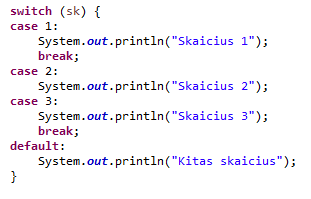 switch (sk) {
case 1:
    System.out.println("Skaicius 1");
    break;
case 2:
    System.out.println("Skaicius 2");
case 3:
    System.out.println("Skaicius 3");
    break;
default:
    System.out.println("Kitas skaicius");
}